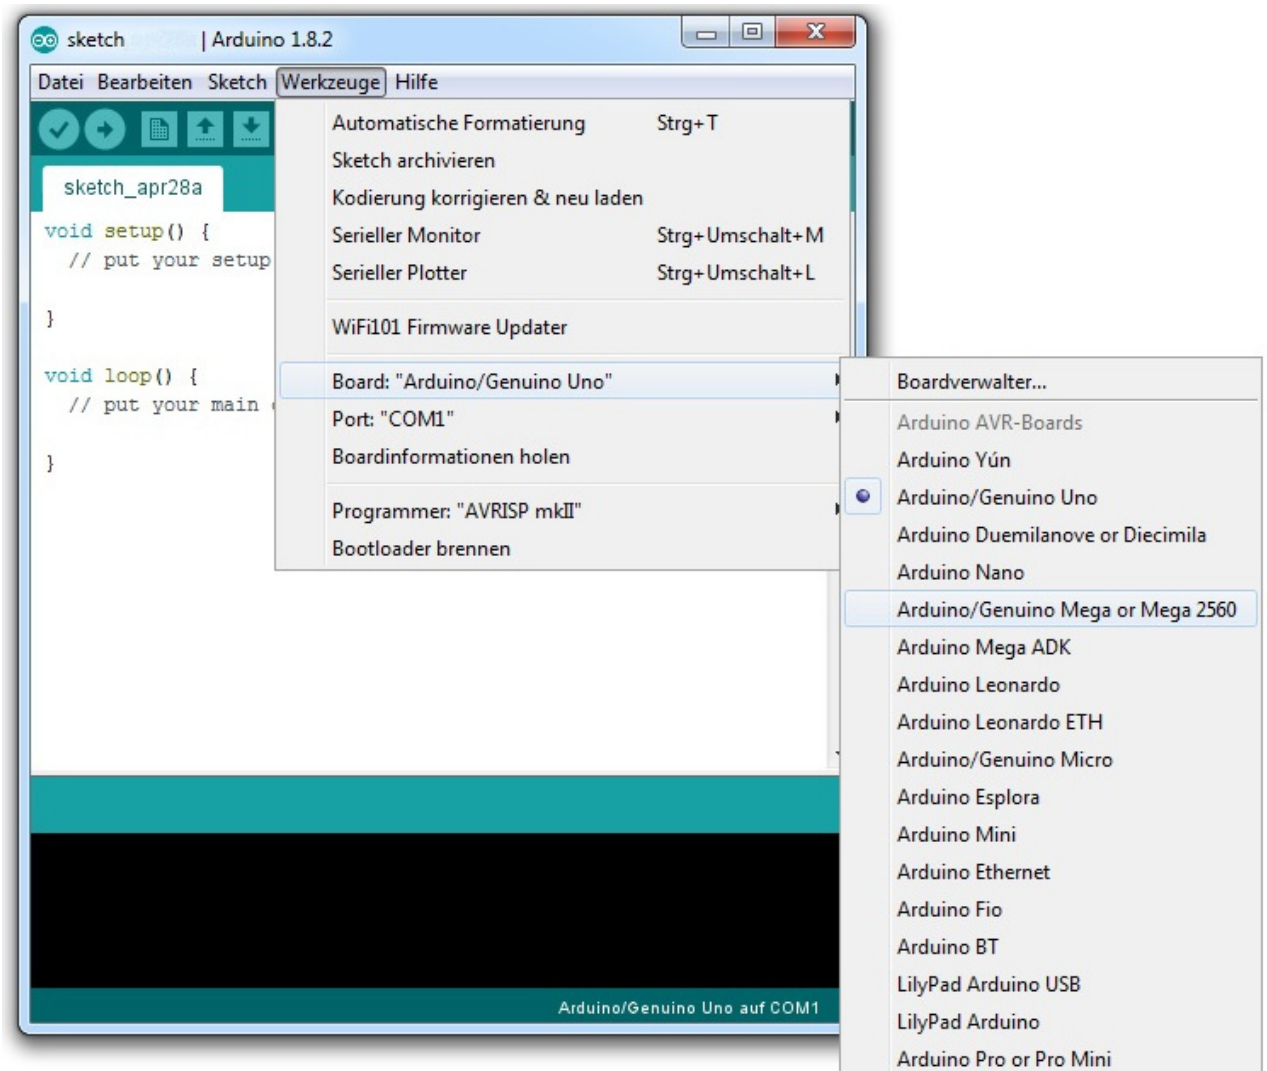 sketch | Arduino 1.8.2
Datei Bearbeiten Sketch Werkzeuge Hilfe
sketch_apr28a
void setup() {
// put your setup
}
void loop() {
// put your main
}
Automatische Formatierung Strg+T
Sketch archivieren
Kodierung korrigieren & neu laden
Serieller Monitor Strg+Umschalt+M
Serieller Plotter Strg+Umschalt+L
WiFi101 Firmware Updater
Board: "Arduino/Genuino Uno"
Port: "COM1"
Boardinformationen holen
Programmer: "AVRISP mkII"
Bootloader brennen
Boardverwalter...
Arduino AVR-Boards
Arduino Yún
Arduino/Genuino Uno
Arduino Duemilanove or Diecimila
Arduino Nano
Arduino/Genuino Mega or Mega 2560
Arduino Mega ADK
Arduino Leonardo
Arduino Leonardo ETH
Arduino/Genuino Micro
Arduino Esplora
Arduino Mini
Arduino Ethernet
Arduino Fio
Arduino BT
LilyPad Arduino USB
LilyPad Arduino
Arduino Pro or Pro Mini
Arduino/Genuino Uno auf COM1